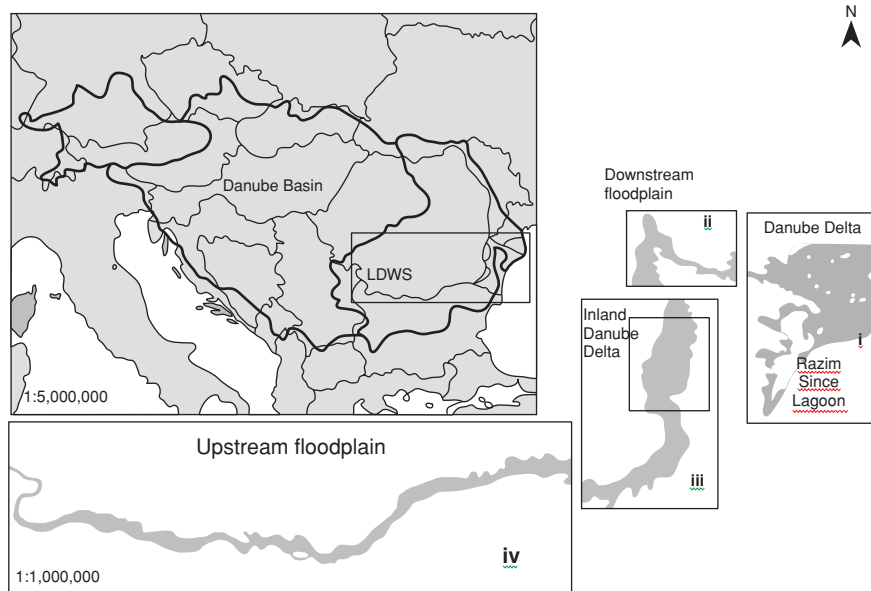 N
Danube Basin
LDWS
1:5,000,000
Downstream
floodplain
ii
Danube Delta
i
Razim
Since
Lagoon
Inland
Danube
Delta
iii
Upstream floodplain
iv
1:1,000,000